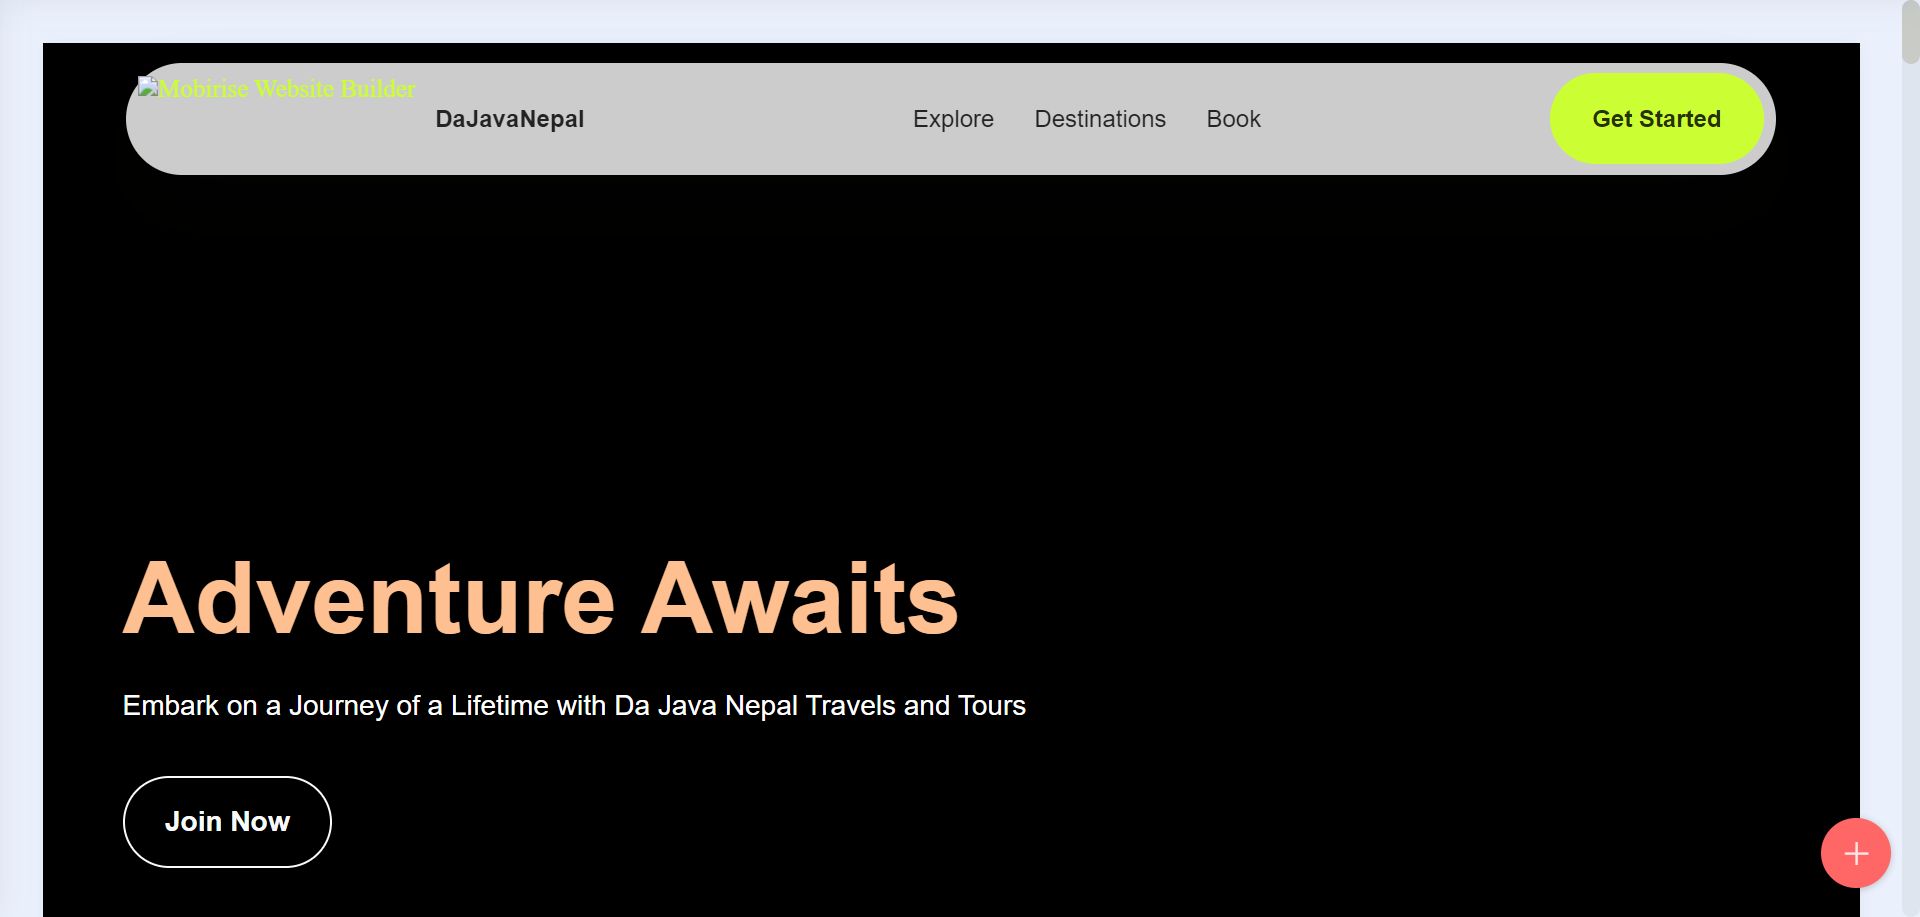 Mobirise Website Builder
DaJavaNepal
Explore
Destinations
Book
Get Started
Adventure Awaits
Embark on a Journey of a Lifetime with Da Java Nepal Travels and Tours
Join Now